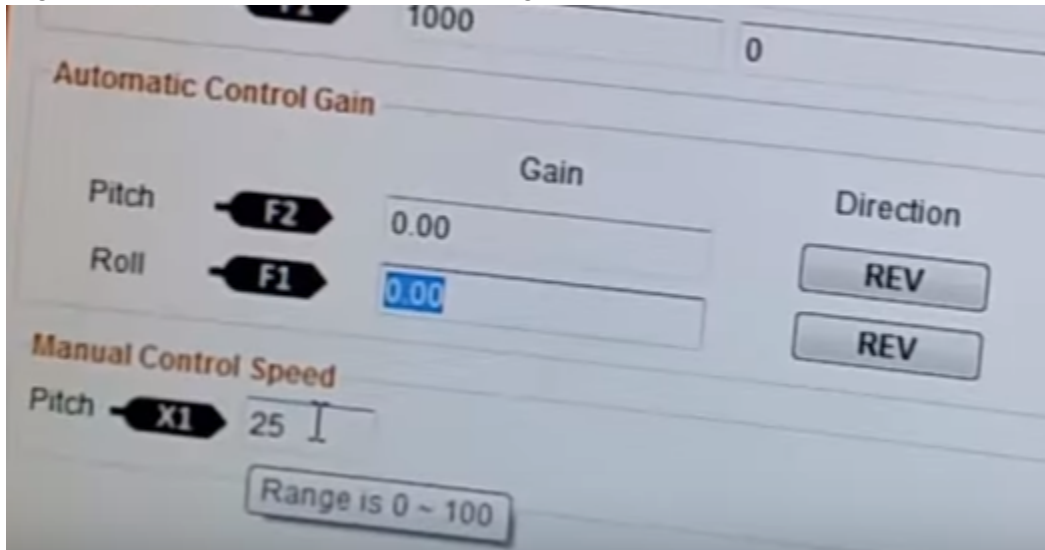 F1 1000 0
Automatic Control Gain
Gain Direction
Pitch F2 0.00 REV
Roll F1 0.00 REV
Manual Control Speed
Pitch X1 25
Range is 0 ~ 100